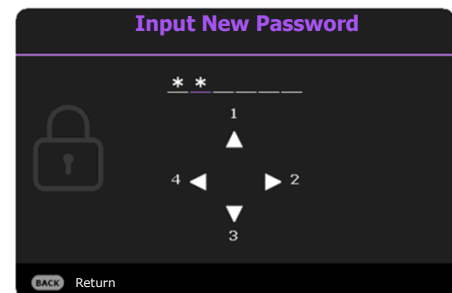 Input New Password
* * _ _ _ _
1
4 2
3
BACK Return